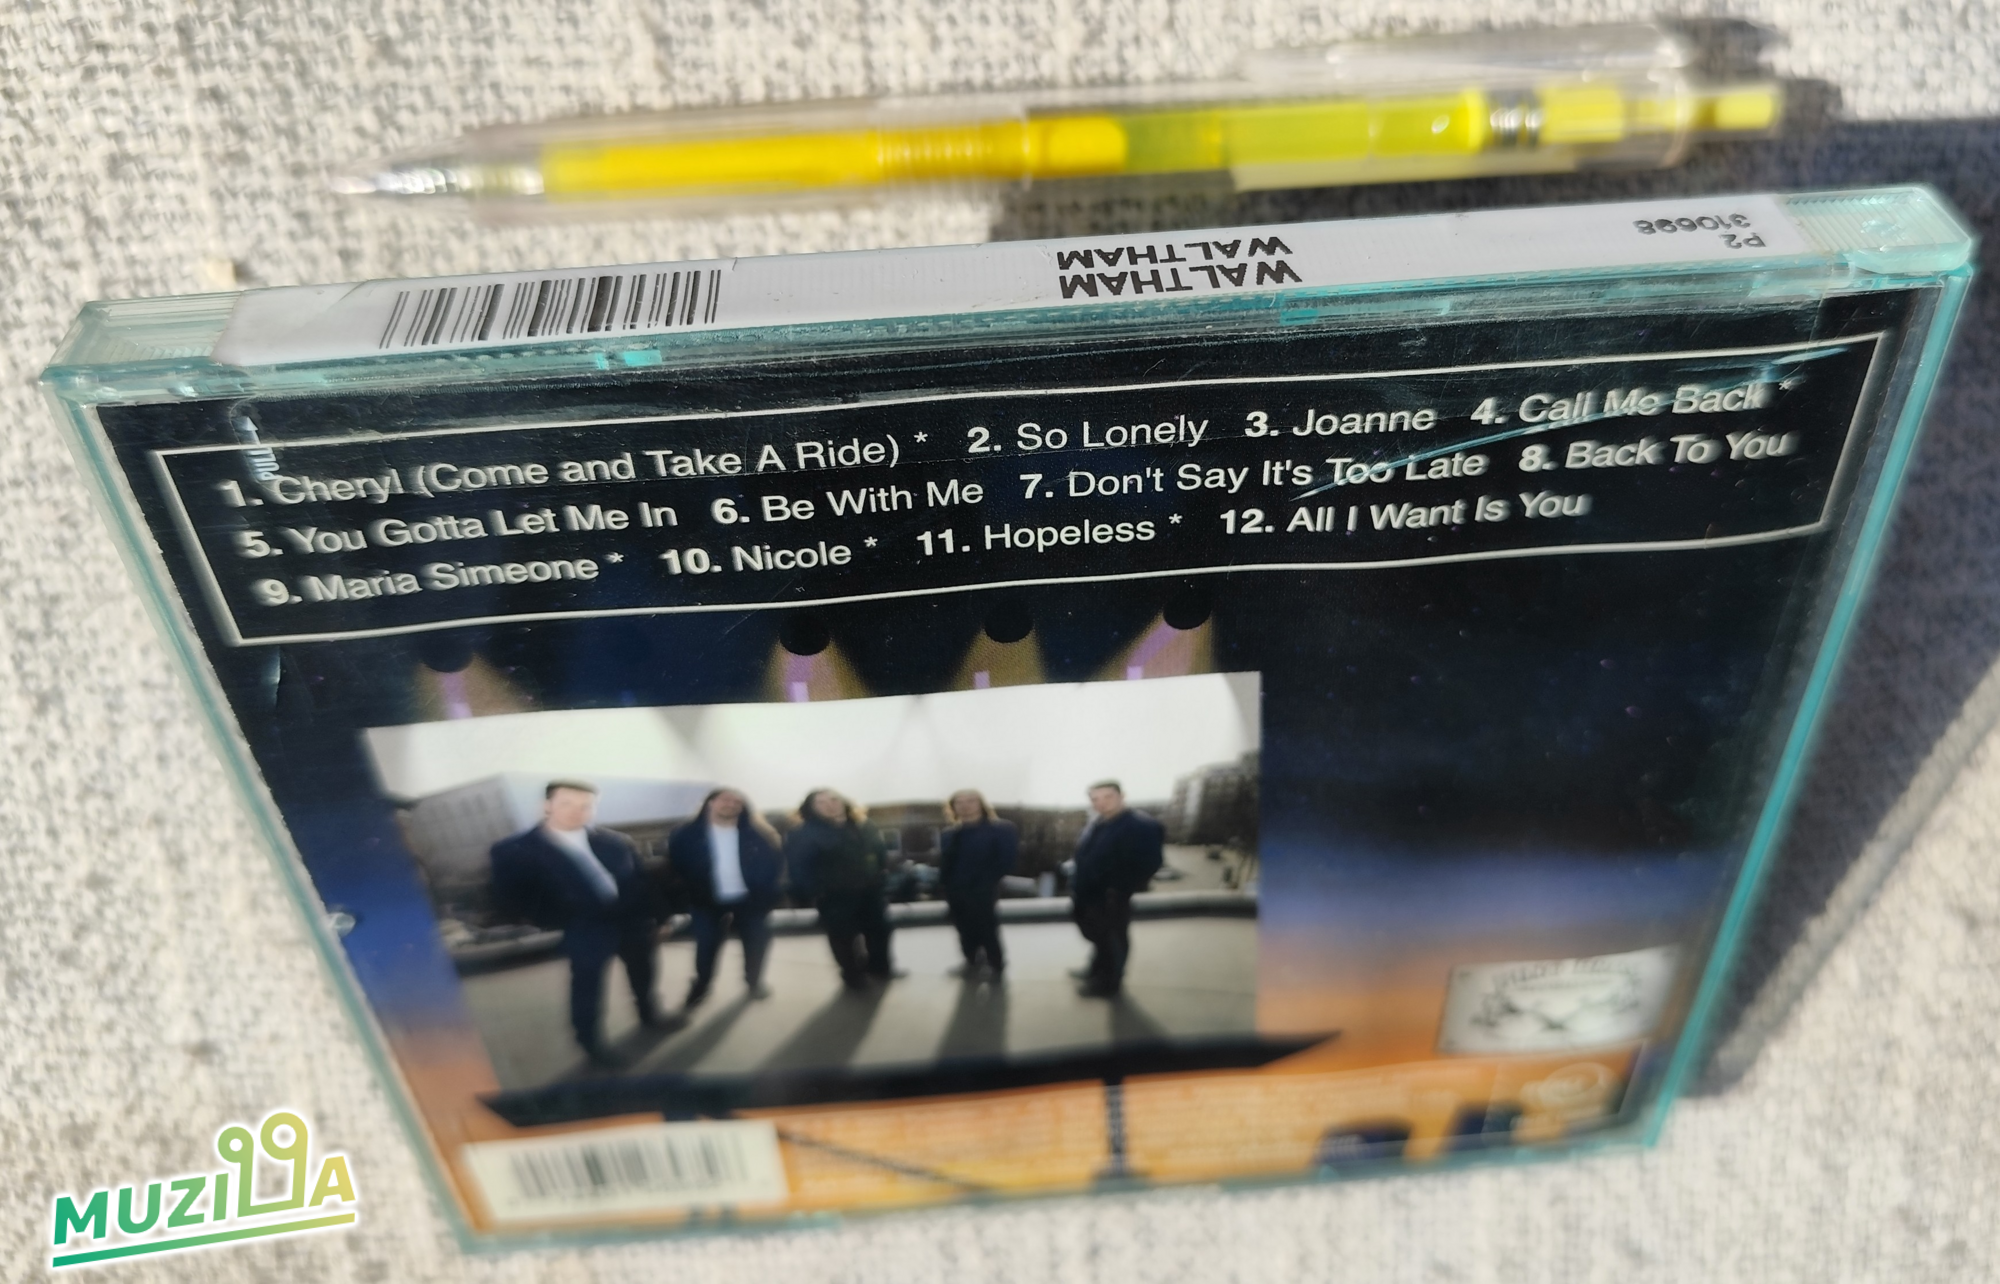 P2
310698
WALTHAM
WALTHAM
1. Cheryl (Come and Take A Ride) * 2. So Lonely 3. Joanne 4. Call Me Back *
5. You Gotta Let Me In 6. Be With Me 7. Don't Say It's Too Late 8. Back To You
9. Maria Simeone * 10. Nicole * 11. Hopeless * 12. All I Want Is You
MUZILLA